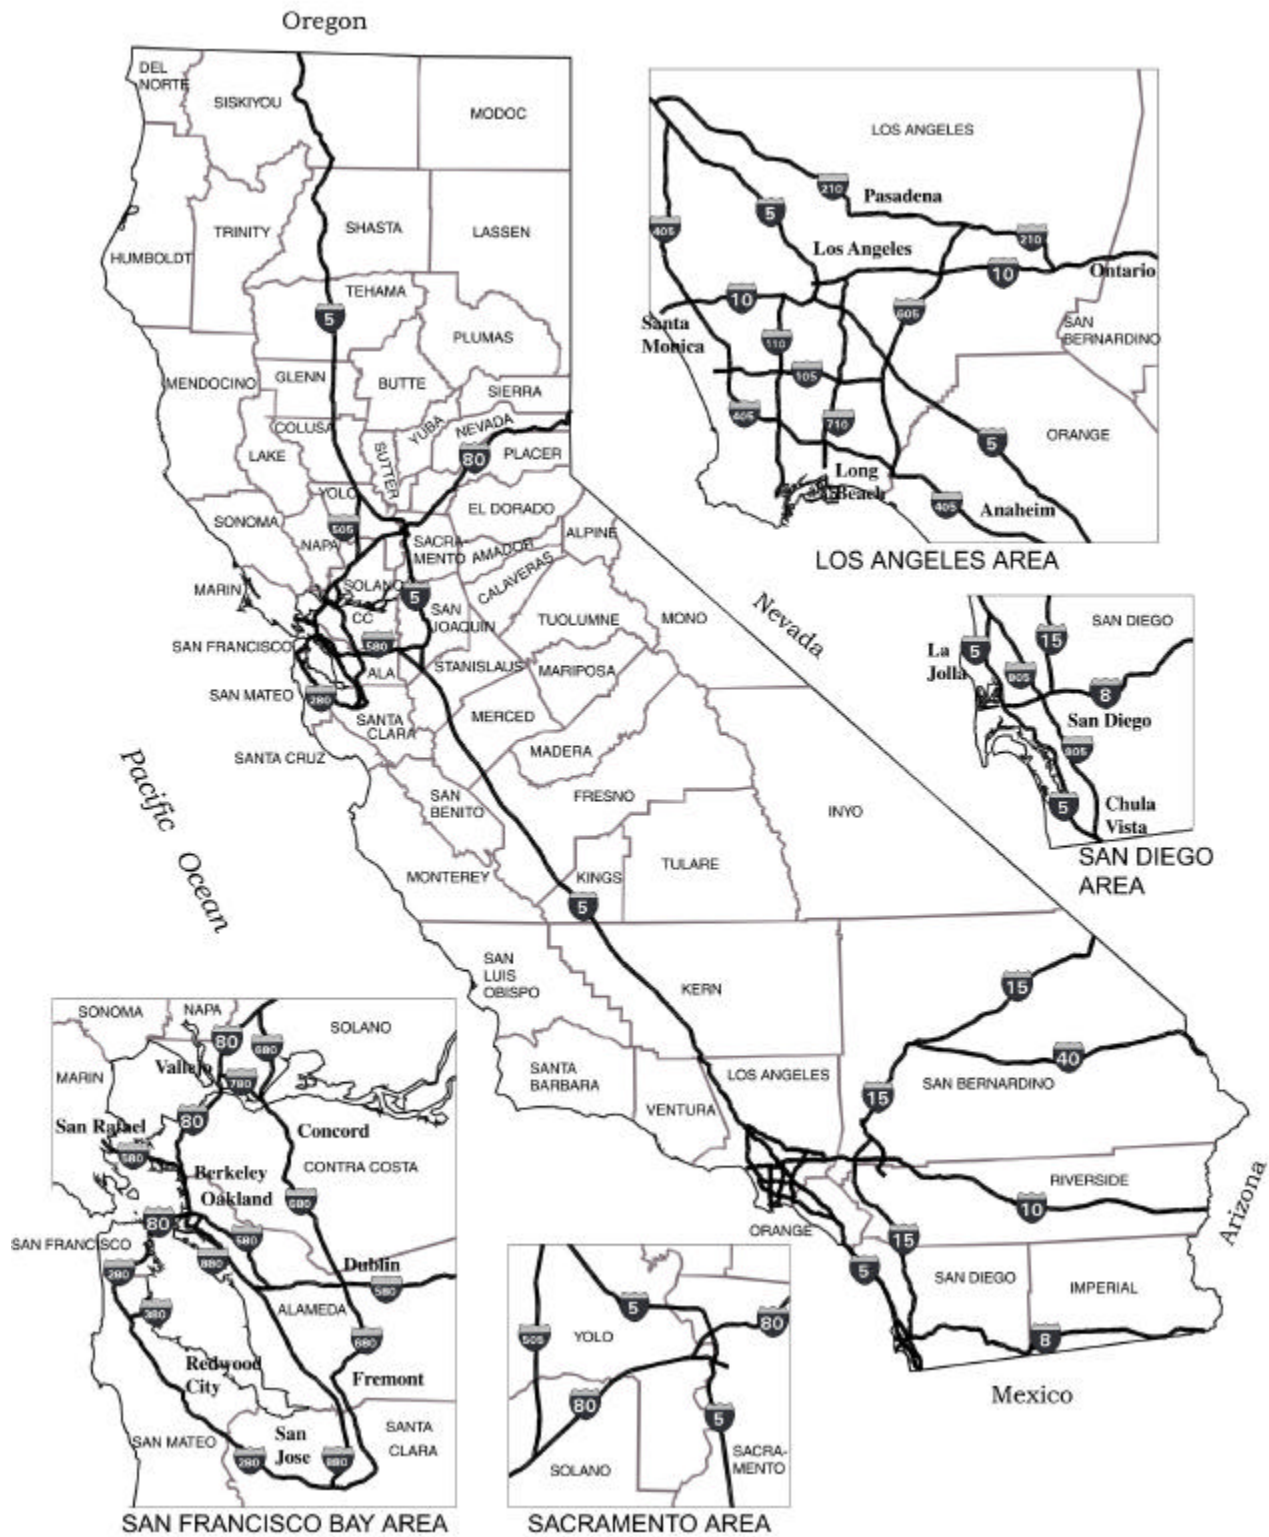 Oregon
DEL
NORTE
SISKIYOU
MODOC
HUMBOLDT
TRINITY
SHASTA
LASSEN
TEHAMA
5
PLUMAS
MENDOCINO
GLENN
BUTTE
SIERRA
COLUSA
YUBA
NEVADA
LAKE
SUTTER
80
PLACER
YOLO
SONOMA
505
NAPA
EL DORADO
SACRA-
MENTO
AMADOR
ALPINE
MARIN
SOLANO
CALAVERAS
5
CC
SAN
JOAQUIN
TUOLUMNE
MONO
SAN FRANCISCO
580
ALA
STANISLAUS
MARIPOSA
SAN MATEO
280
SANTA
CLARA
MERCED
SANTA CRUZ
MADERA
SAN
BENITO
FRESNO
INYO
MONTEREY
KINGS
TULARE
5
Nevada
Pacific Ocean
SAN
LUIS
OBISPO
KERN
15
40
SANTA
BARBARA
VENTURA
LOS ANGELES
15
SAN BERNARDINO
RIVERSIDE
10
ORANGE
15
5
SAN DIEGO
IMPERIAL
8
Arizona
Mexico
LOS ANGELES
210
Pasadena
5
405
Los Angeles
210
10
Ontario
10
605
Santa
Monica
110
SAN
BERNARDINO
105
405
710
5
ORANGE
Long
Beach
405
Anaheim
LOS ANGELES AREA
SAN DIEGO
La
Jolla
5
15
805
8
San Diego
805
5
Chula
Vista
SAN DIEGO
AREA
SONOMA
NAPA
SOLANO
80
680
MARIN
Vallejo
780
80
San Rafael
Concord
580
CONTRA COSTA
Berkeley
Oakland
680
80
SAN FRANCISCO
580
880
280
Dublin
580
380
ALAMEDA
680
Redwood
City
Fremont
SAN MATEO
San
Jose
SANTA
CLARA
280
880
SAN FRANCISCO BAY AREA
5
80
505
YOLO
80
5
SOLANO
SACRA-
MENTO
SACRAMENTO AREA